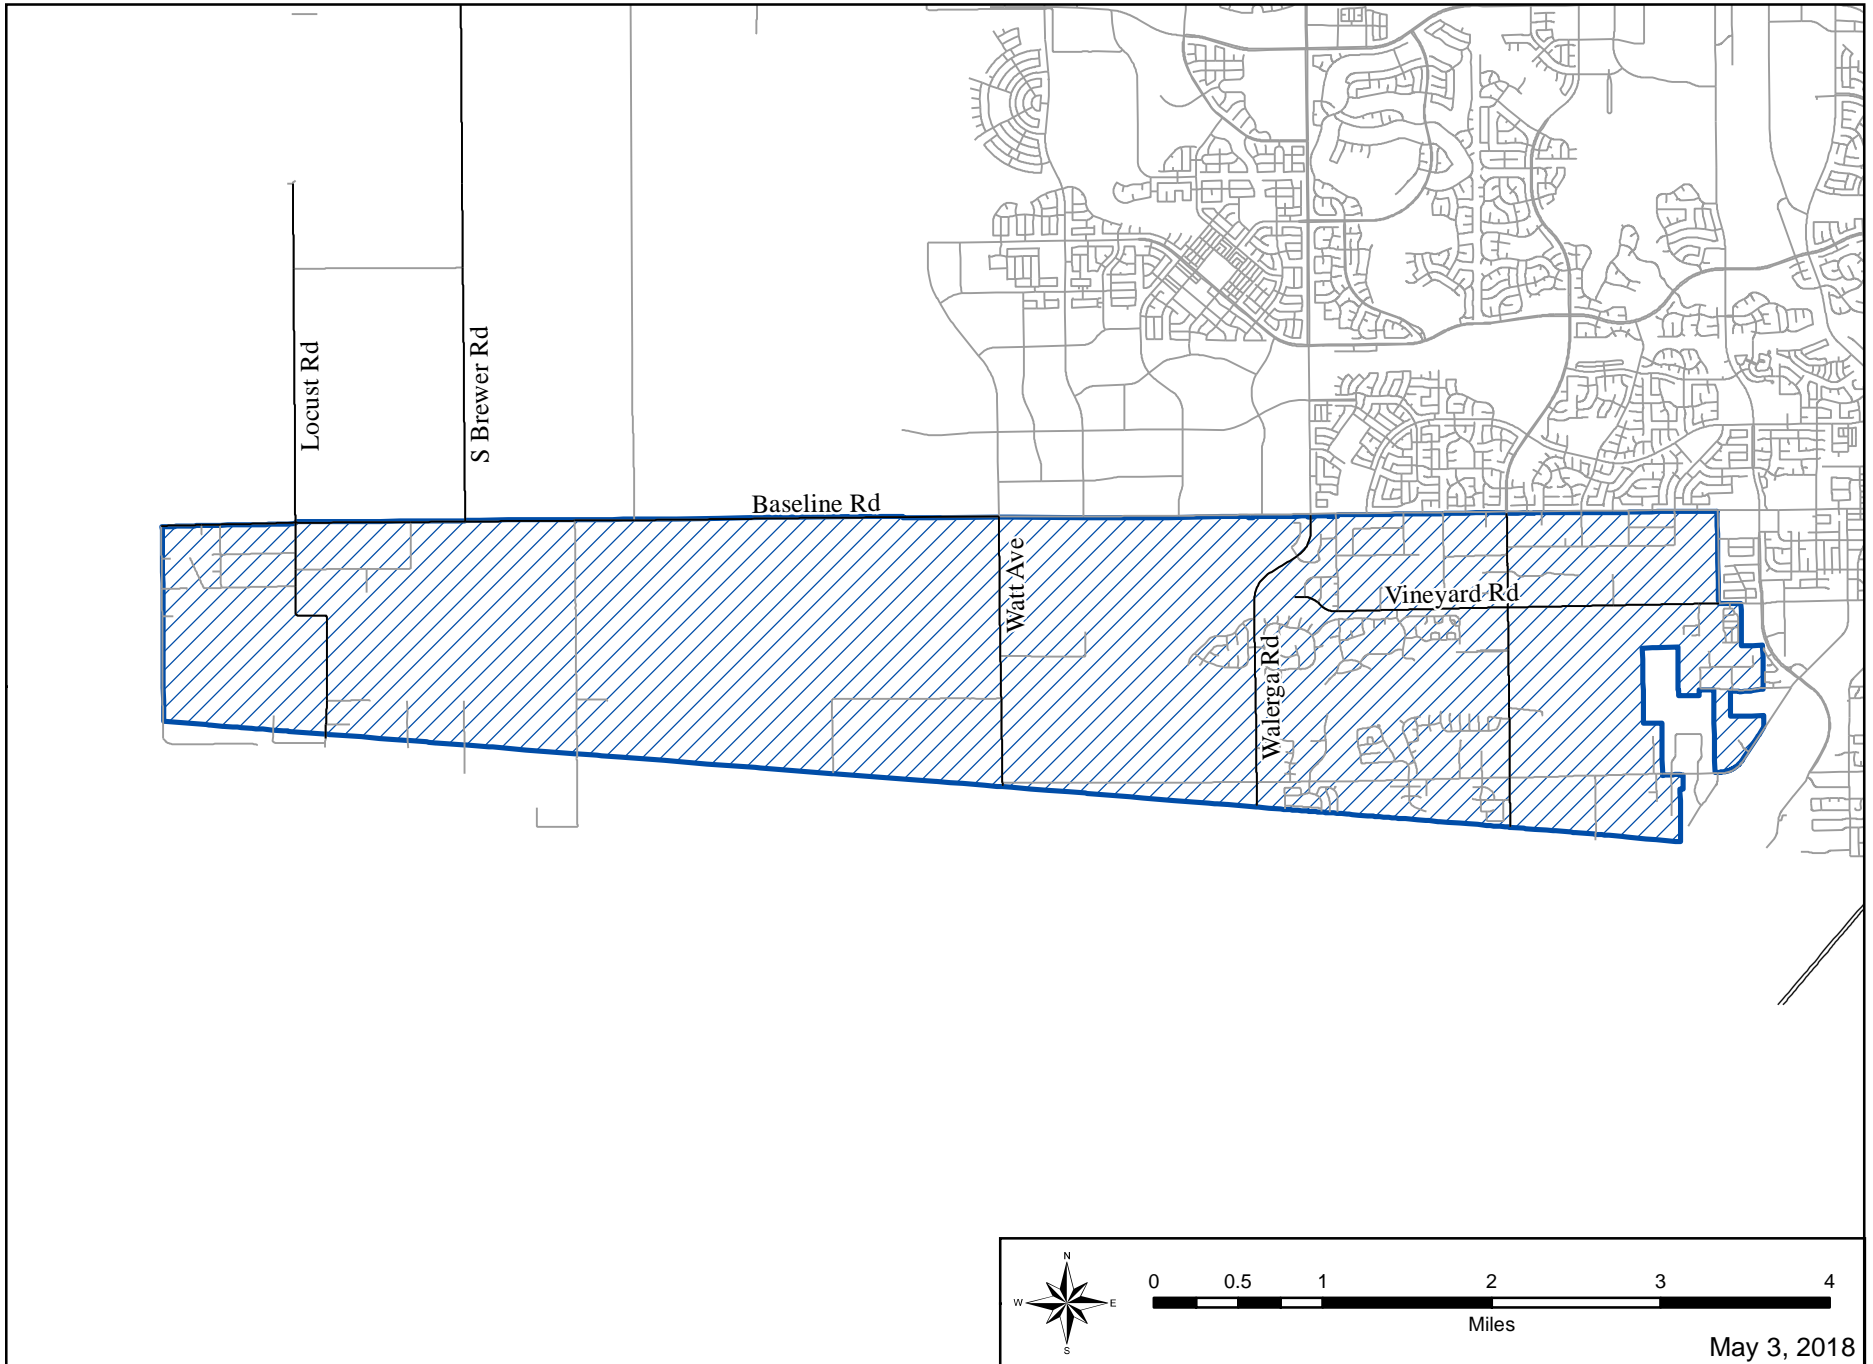 Locust Rd
S Brewer Rd
Baseline Rd
Watt Ave
Vineyard Rd
Walerga Rd
N
W E
S
0 0.5 1 2 3 4
Miles
May 3, 2018